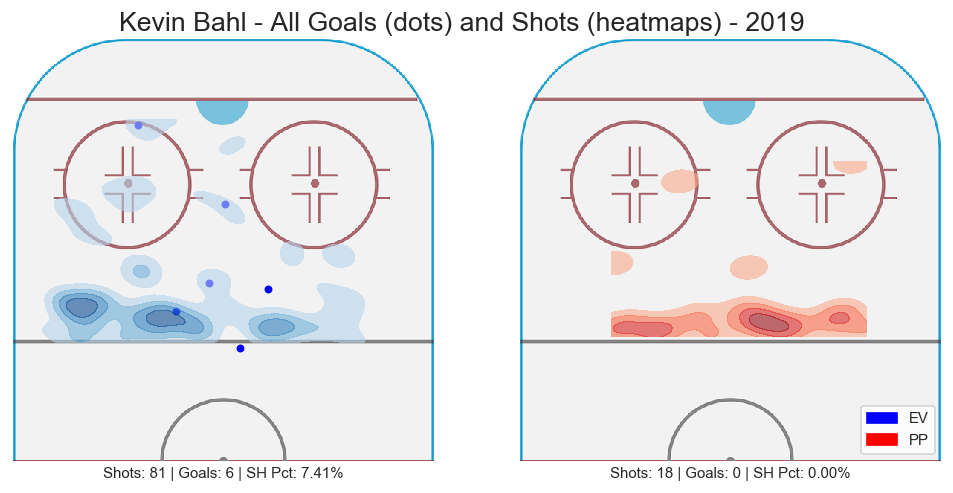 Kevin Bahl - All Goals (dots) and Shots (heatmaps) - 2019
EV
PP
Shots: 81 | Goals: 6 | SH Pct: 7.41%
Shots: 18 | Goals: 0 | SH Pct: 0.00%